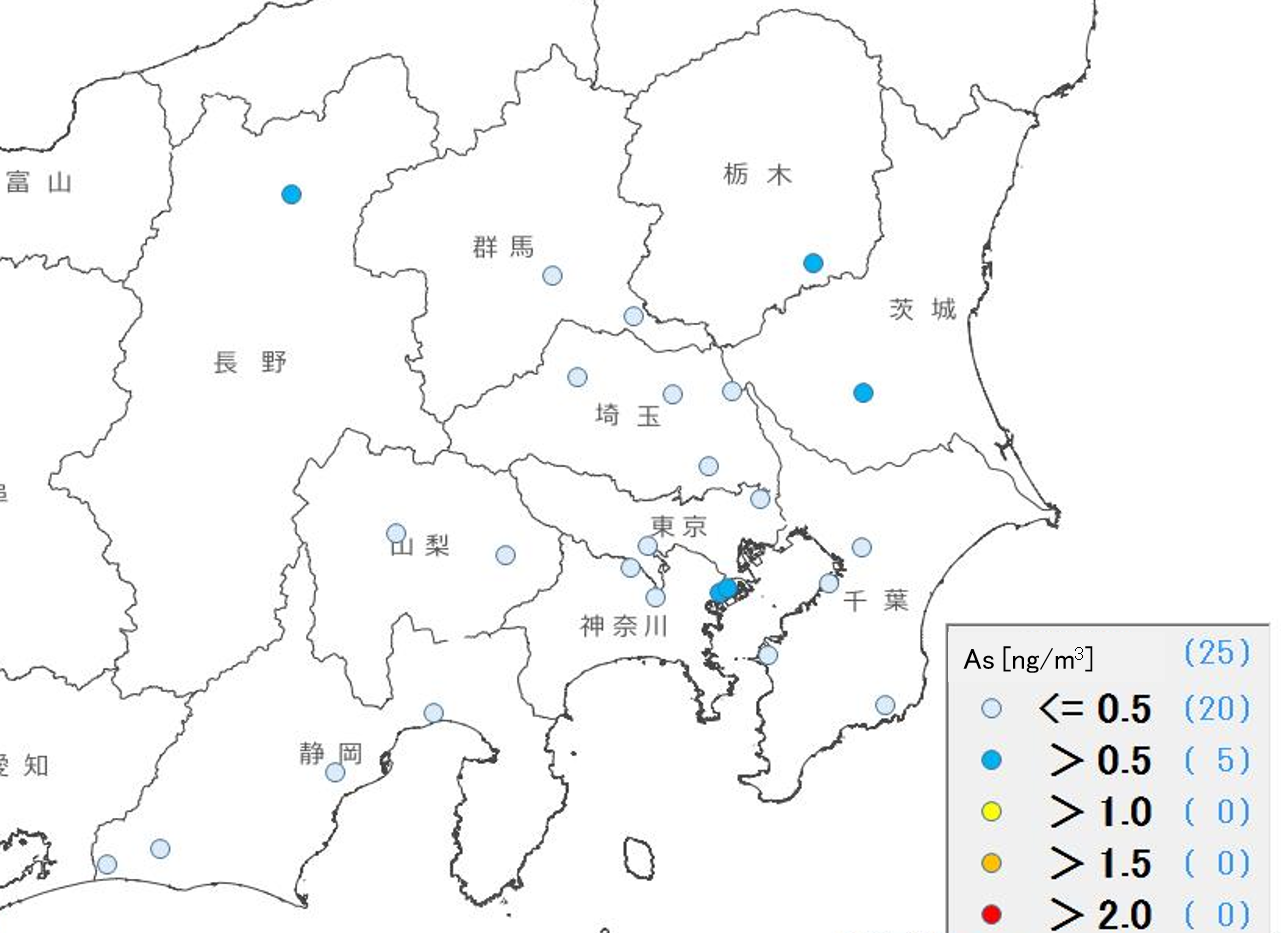 富山
栃木
群馬
茨城
長野
埼玉
東京
山梨
千葉
神奈川
As [ng/m³] (25)
<= 0.5 (20)
静岡
知
> 0.5 ( 5)
> 1.0 ( 0)
> 1.5 ( 0)
> 2.0 ( 0)